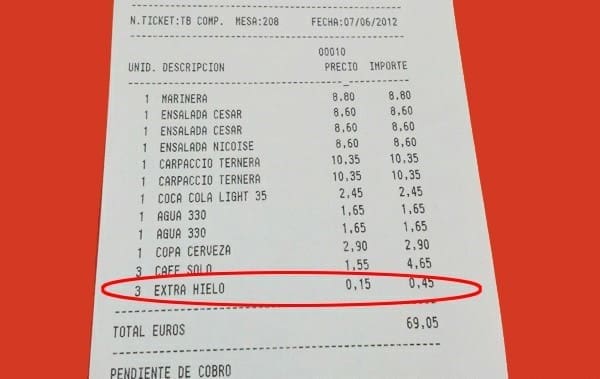 N.TICKET:TB COMP. MESA:208 FECHA:07/06/2012
00010
UNID. DESCRIPCION PRECIO IMPORTE
1 MARINERA 8.80 8.80
1 ENSALADA CESAR 8,60 8,60
1 ENSALADA CESAR 8,60 8,60
1 ENSALADA NICOISE 8,60 8,60
1 CARPACCIO TERNERA 10,35 10,35
1 CARPACCIO TERNERA 10,35 10,35
1 COCA COLA LIGHT 35 2,45 2,45
1 AGUA 330 1,65 1,65
1 AGUA 330 1,65 1,65
1 COPA CERVEZA 2,90 2,90
3 CAFE SOLO 1,55 4,65
3 EXTRA HIELO 0,15 0,45
TOTAL EUROS 69,05
PENDIENTE DE COBRO